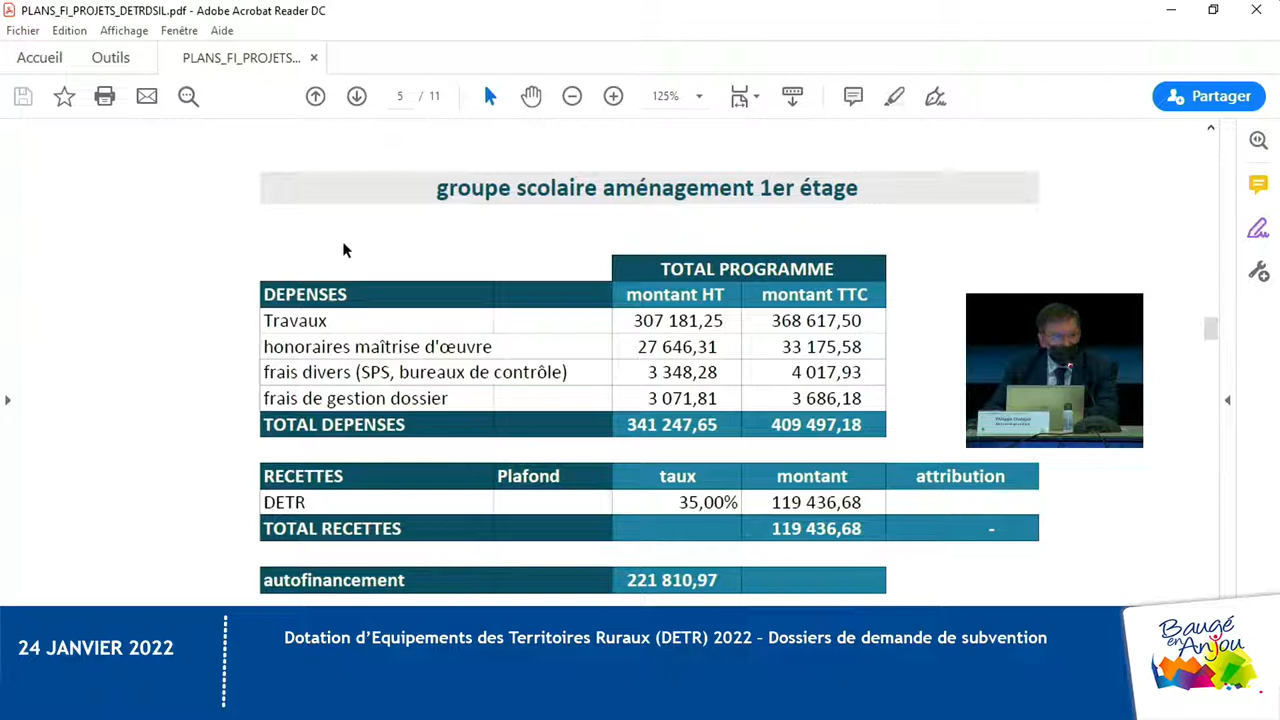 PLANS_FI_PROJETS_DETRDSIL.pdf - Adobe Acrobat Reader DC
Fichier Edition Affichage Fenêtre Aide
Accueil Outils PLANS_FI_PROJETS... ×
5 / 11 125% Partager
groupe scolaire aménagement 1er étage
TOTAL PROGRAMME
DEPENSES montant HT montant TTC
Travaux 307 181,25 368 617,50
honoraires maîtrise d'œuvre 27 646,31 33 175,58
frais divers (SPS, bureaux de contrôle) 3 348,28 4 017,93
frais de gestion dossier 3 071,81 3 686,18
TOTAL DEPENSES 341 247,65 409 497,18
RECETTES Plafond taux montant attribution
DETR 35,00% 119 436,68
TOTAL RECETTES 119 436,68 -
autofinancement 221 810,97
24 JANVIER 2022
Dotation d'Equipements des Territoires Ruraux (DETR) 2022 – Dossiers de demande de subvention
Baugé
en Anjou